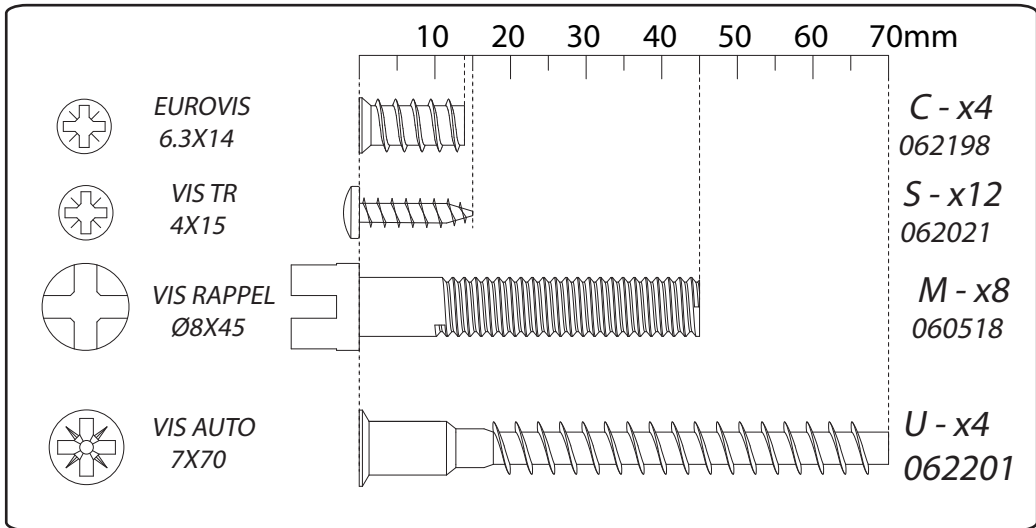 10 20 30 40 50 60 70mm
EUROVIS
6.3X14
C - x4
062198
VIS TR
4X15
S - x12
062021
VIS RAPPEL
Ø8X45
M - x8
060518
VIS AUTO
7X70
U - x4
062201